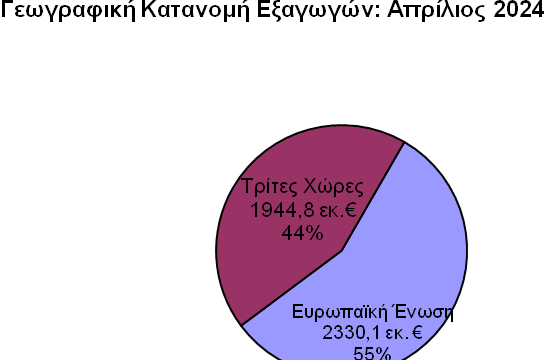 Γεωγραφική Κατανομή Εξαγωγών: Απρίλιος 2024
Τρίτες Χώρες
1944,8 εκ.€
44%
Ευρωπαϊκή Ένωση
2330,1 εκ. €
55%